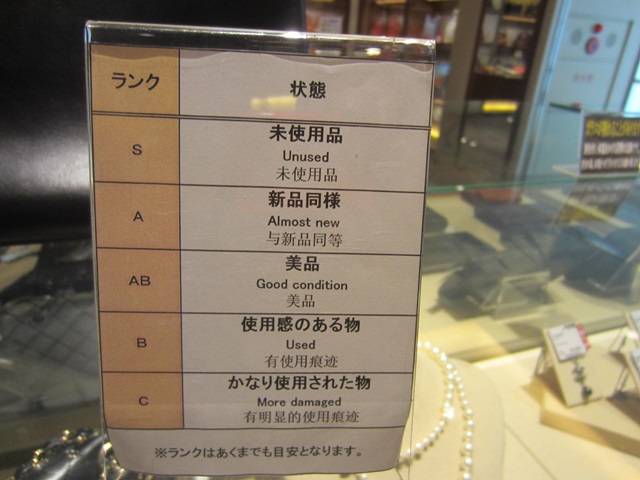 ランク 状態
S
未使用品
Unused
未使用品
A
新品同様
Almost new
与新品同等
AB
美品
Good condition
美品
B
使用感のある物
Used
有使用痕迹
C
かなり使用された物
More damaged
有明显的使用痕迹
※ランクはあくまでも目安となります。